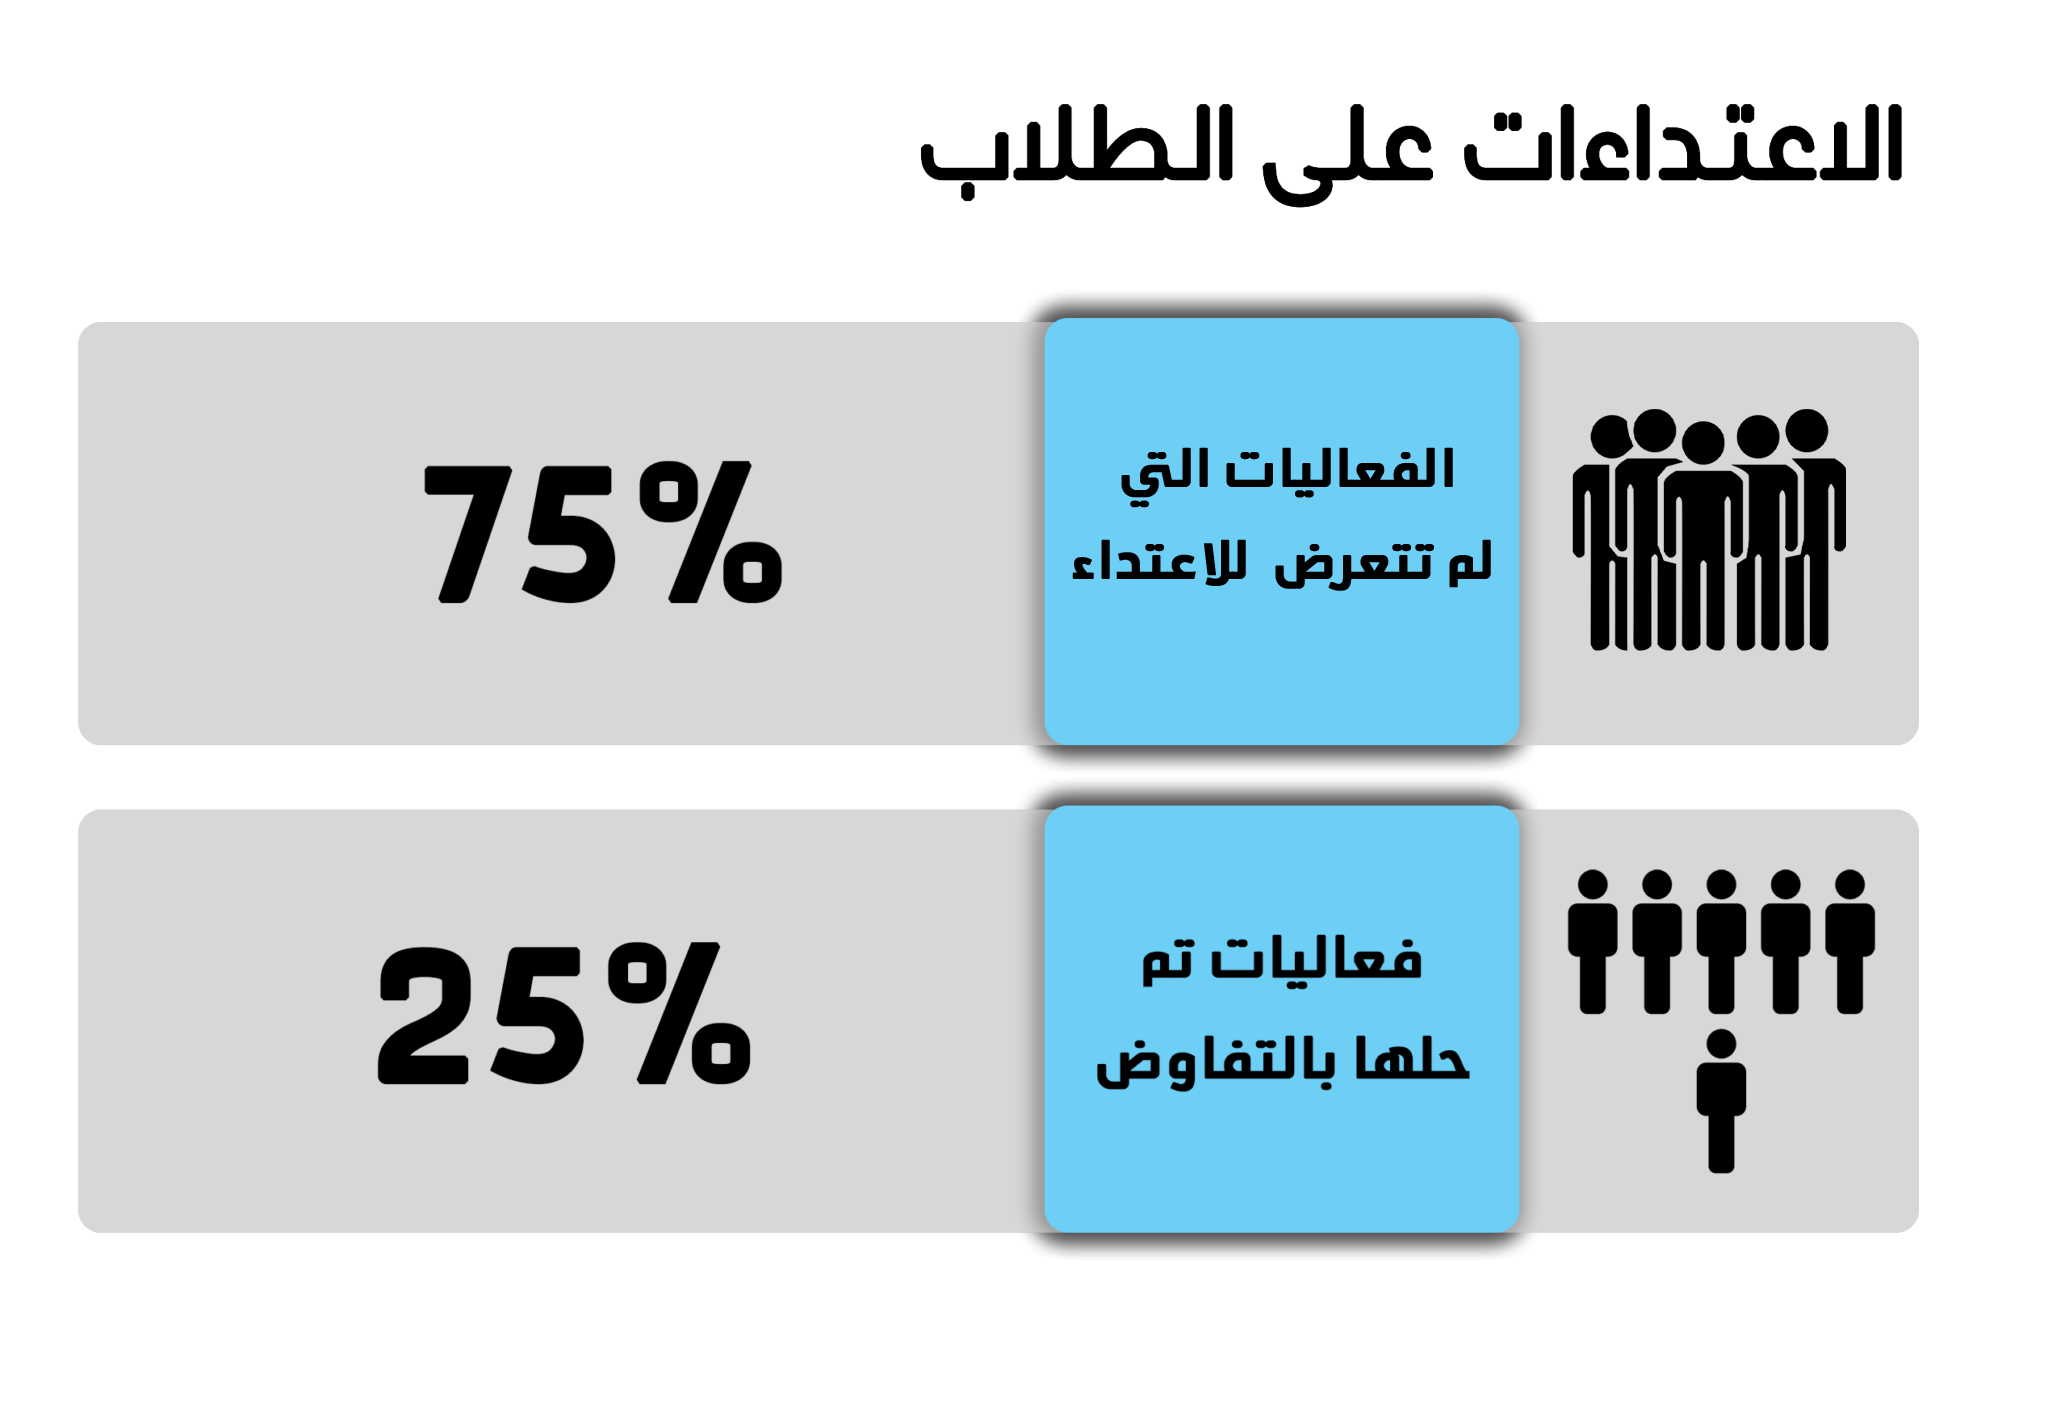 الاعتداءات على الطلاب
الفعاليات التي
لم تتعرض للاعتداء
75%
فعاليات تم
حلها بالتفاوض
25%